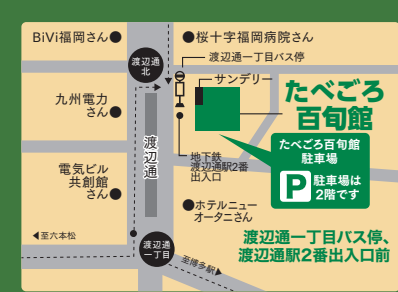 BiVi福岡さん
桜十字福岡病院さん
渡辺通
北
渡辺通一丁目バス停
サンデリー
たべごろ
百旬館
九州電力
さん
渡辺通
たべごろ百旬館
駐車場
P
駐車場は
2階です
地下鉄
渡辺通駅2番
出入口
電気ビル
共創館
さん
ホテルニュー
オータニさん
◀至六本松
渡辺通
一丁目
至博多駅▶
渡辺通一丁目バス停、
渡辺通駅2番出入口前